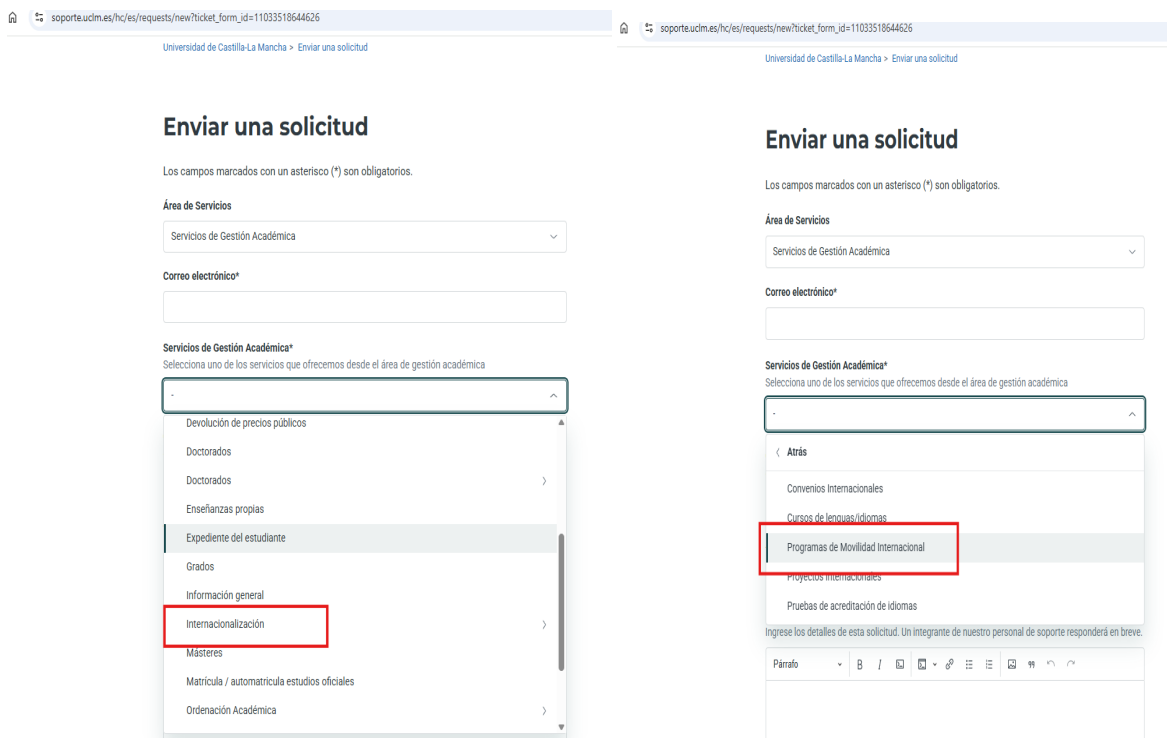 soporte.uclm.es/hc/es/requests/new?ticket_form_id=11033518644626
Universidad de Castilla-La Mancha > Enviar una solicitud
Enviar una solicitud
Los campos marcados con un asterisco (*) son obligatorios.
Área de Servicios
Servicios de Gestión Académica
Correo electrónico*
Servicios de Gestión Académica*
Selecciona uno de los servicios que ofrecemos desde el área de gestión académica
-
Devolución de precios públicos
Doctorados
Doctorados
Enseñanzas propias
Expediente del estudiante
Grados
Información general
Internacionalización
Másteres
Matrícula / automatricula estudios oficiales
Ordenación Académica
soporte.uclm.es/hc/es/requests/new?ticket_form_id=11033518644626
Universidad de Castilla-La Mancha > Enviar una solicitud
Enviar una solicitud
Los campos marcados con un asterisco (*) son obligatorios.
Área de Servicios
Servicios de Gestión Académica
Correo electrónico*
Servicios de Gestión Académica*
Selecciona uno de los servicios que ofrecemos desde el área de gestión académica
-
Atrás
Convenios Internacionales
Cursos de lenguas/idiomas
Programas de Movilidad Internacional
Proyectos Internacionales
Pruebas de acreditación de idiomas
Ingrese los detalles de esta solicitud. Un integrante de nuestro personal de soporte responderá en breve.
Párrafo B I